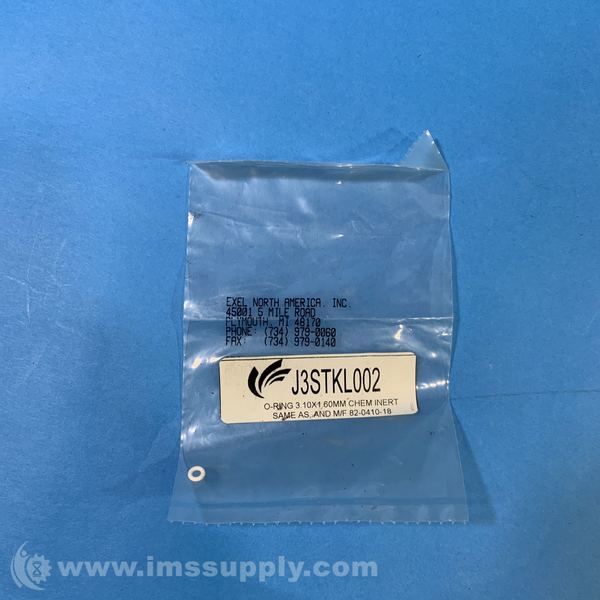 EXEL NORTH AMERICA, INC.
45001 5 MILE ROAD
PLYMOUTH, MI 48170
PHONE: (734) 979-0060
FAX: (734) 979-0140
J3STKL002
O-RING 3.10X1.60MM CHEM INERT
SAME AS, AND M/F 82-0410-18
© www.imssupply.com